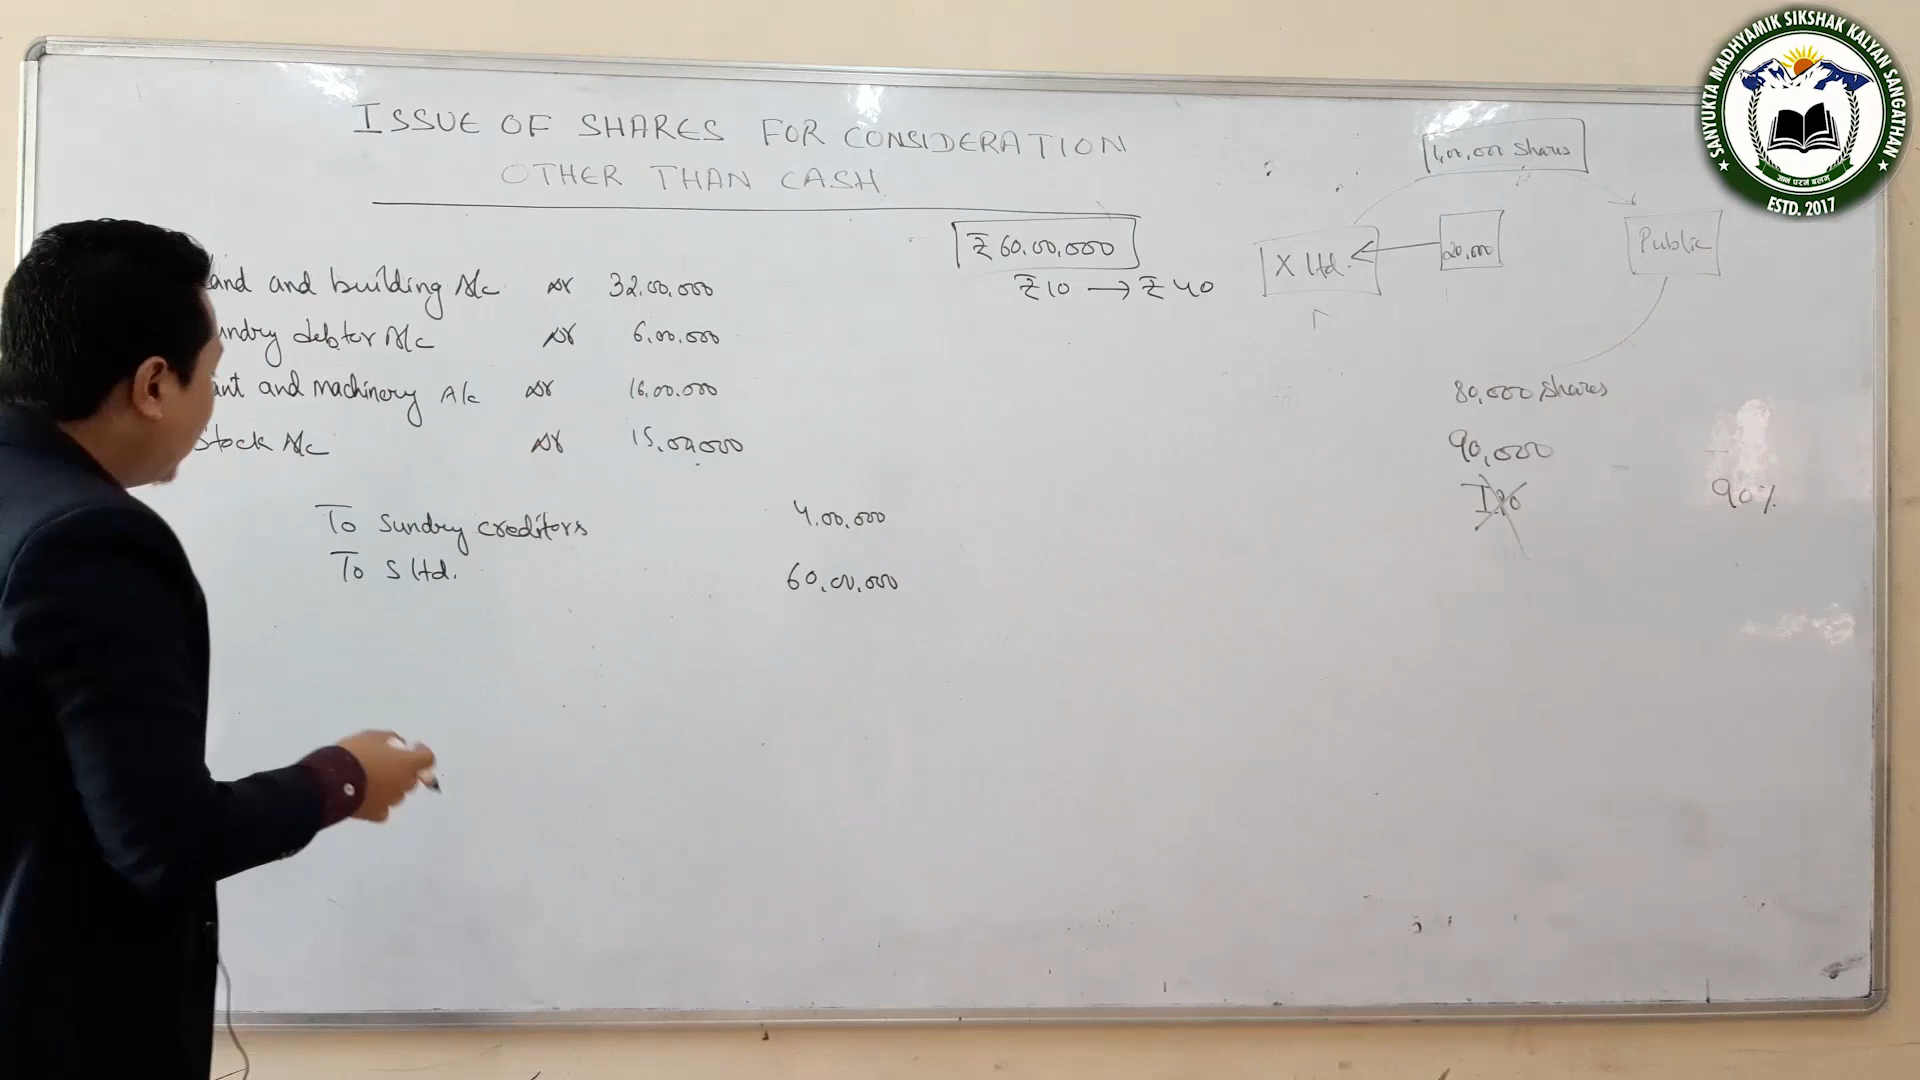 ISSUE OF SHARES FOR CONSIDERATION
OTHER THAN CASH
₹ 60,00,000
₹10 → ₹ 40
and and building A/c Dr 32,00,000
undry debtor A/c Dr 6,00,000
ant and machinery A/c Dr 16,00,000
Stock A/c Dr 15,00,000
To Sundry creditors 4,00,000
To S ltd. 60,00,000
1,00,000 shares
X ltd.
20,000
Public
80,000 shares
90,000
90%
SANYUKTA MADHYAMIK SIKSHAK KALYAN SANGATHAN
ज्ञानं परमं बलम्
ESTD. 2017